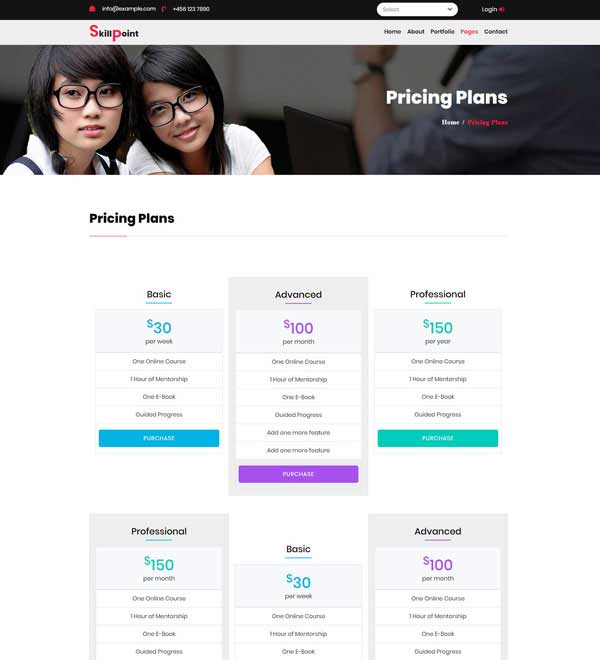 info@example.com +456 123 7890 Select Login
SkillPoint Home About Portfolio Pages Contact
Pricing Plans
Home / Pricing Plans
Pricing Plans
Basic
$30
per week
One Online Course
1 Hour of Mentorship
One E-Book
Guided Progress
PURCHASE
Advanced
$100
per month
One Online Course
1 Hour of Mentorship
One E-Book
Guided Progress
Add one more feature
Add one more feature
PURCHASE
Professional
$150
per year
One Online Course
1 Hour of Mentorship
One E-Book
Guided Progress
PURCHASE
Professional
$150
per month
One Online Course
1 Hour of Mentorship
One E-Book
Guided Progress
Basic
$30
per week
One Online Course
1 Hour of Mentorship
One E-Book
Advanced
$100
per month
One Online Course
1 Hour of Mentorship
One E-Book
Guided Progress